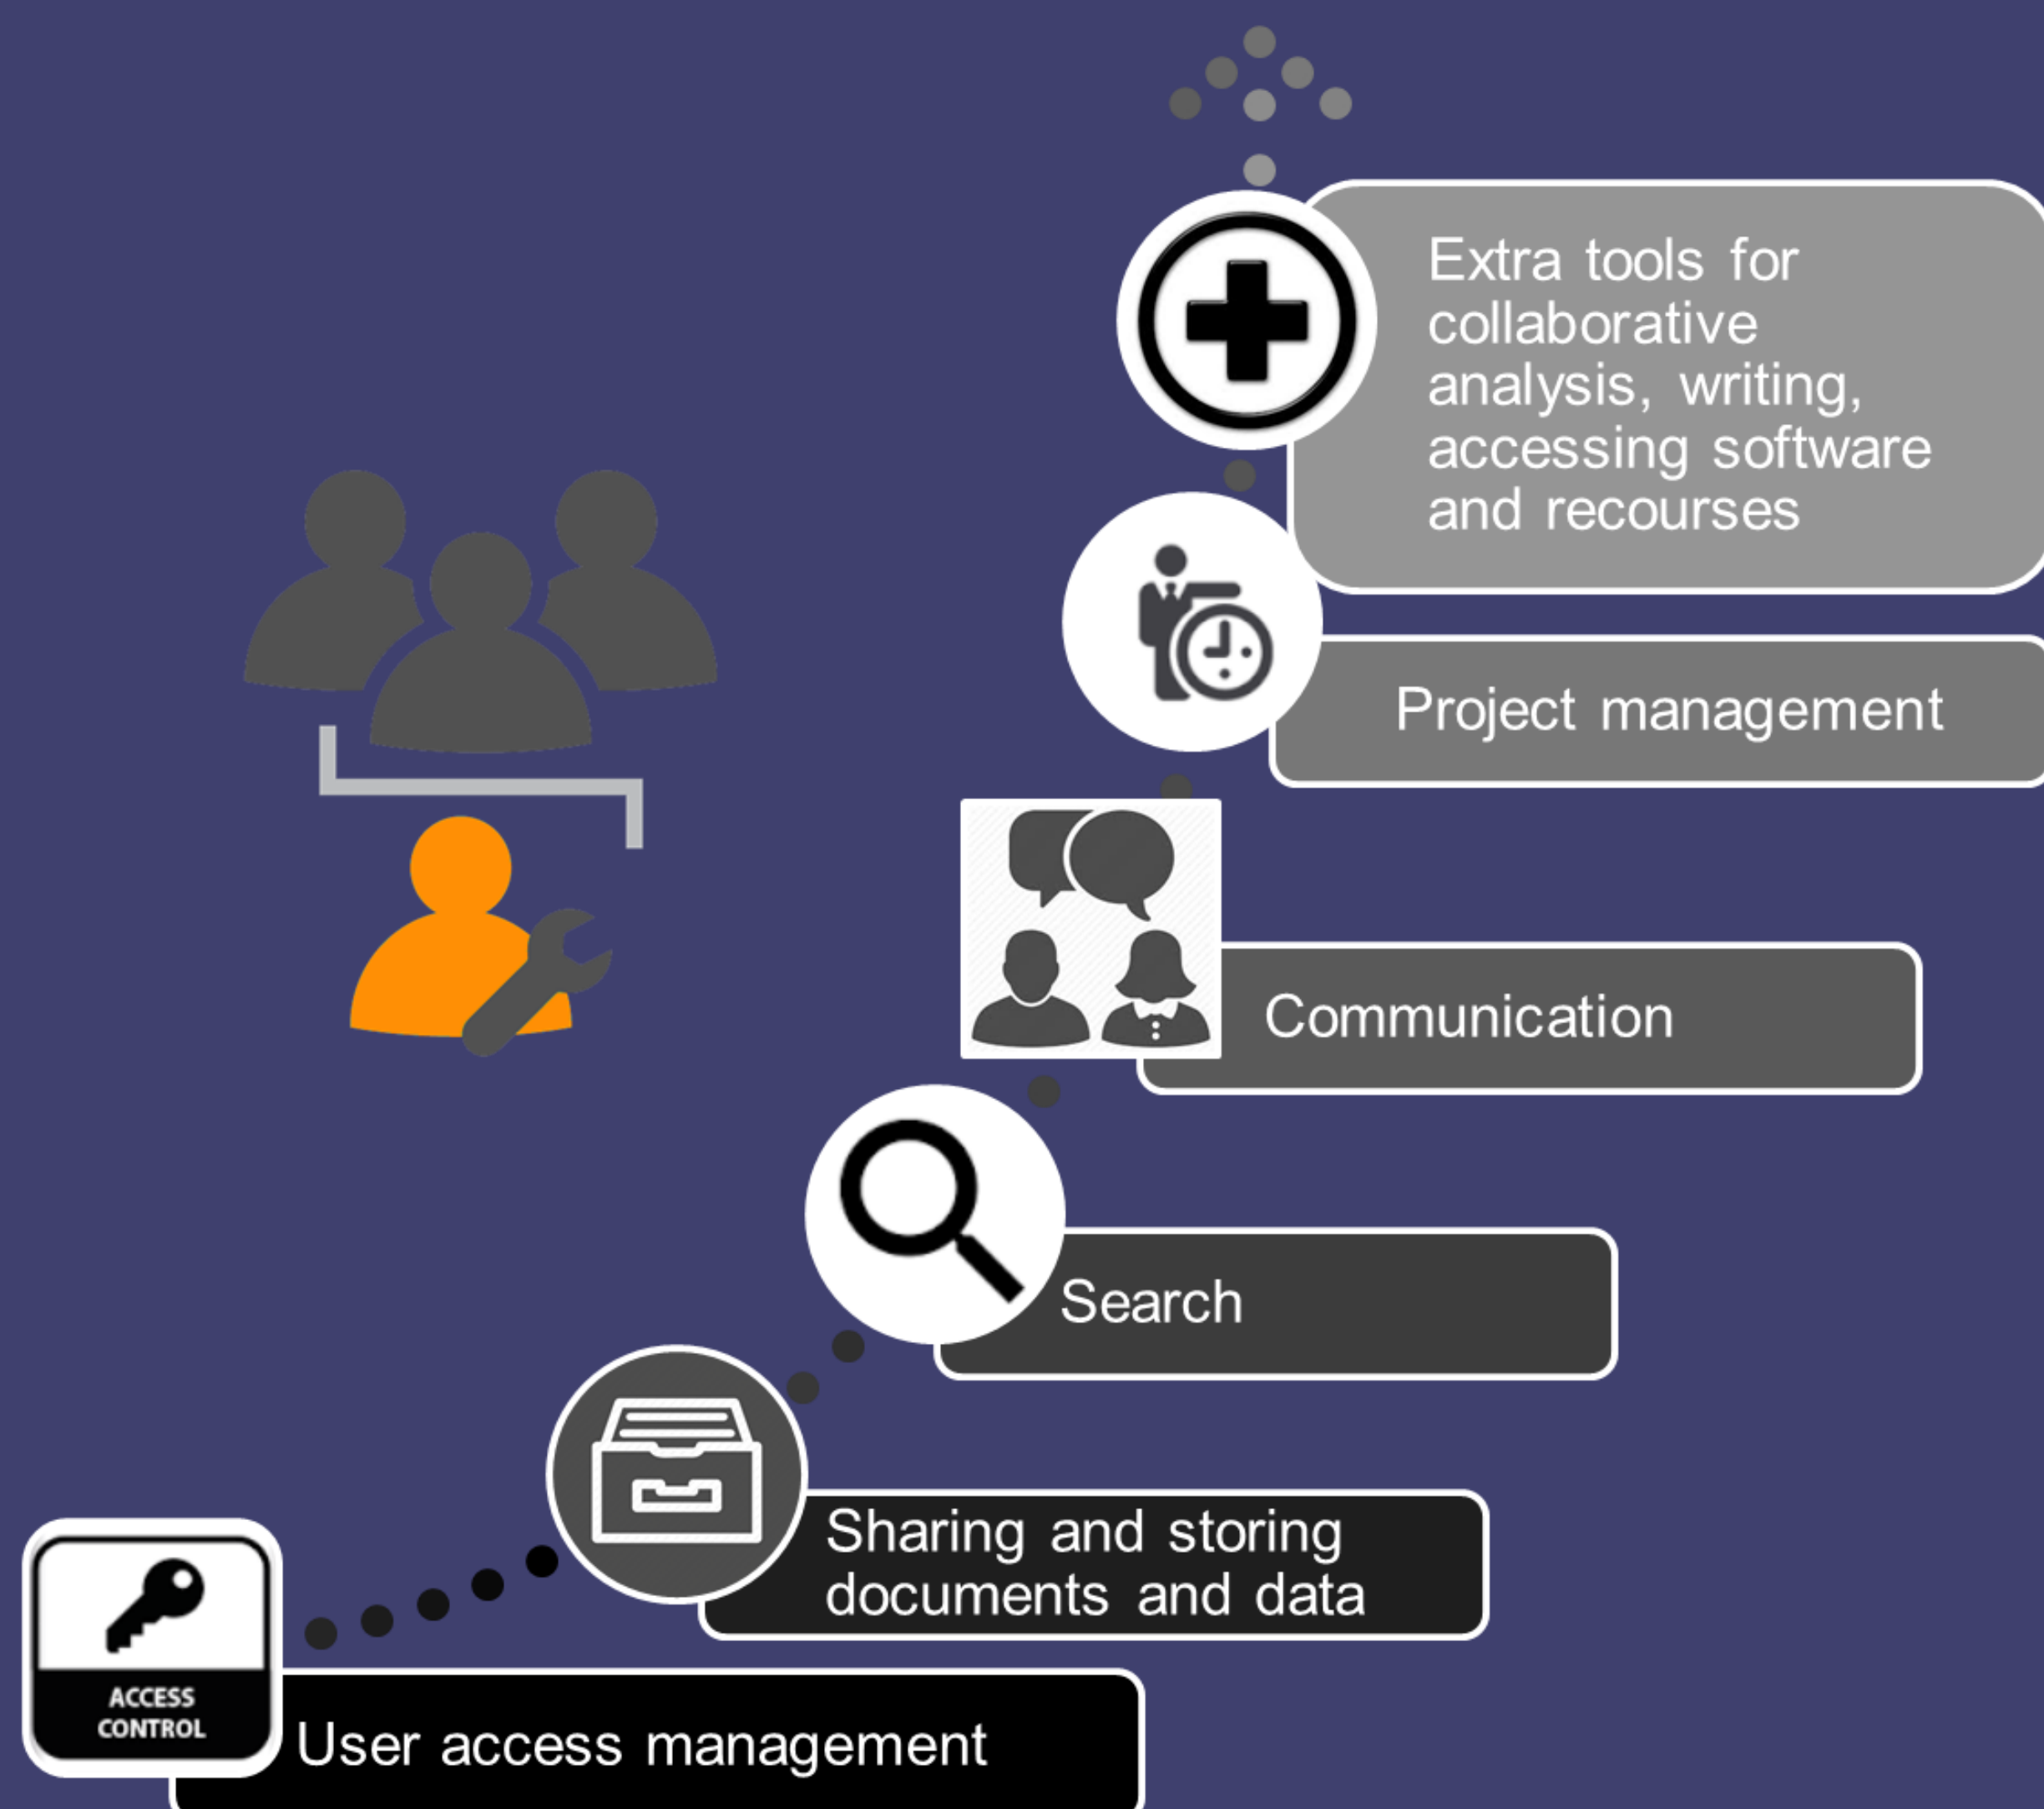 Extra tools for
collaborative
analysis, writing,
accessing software
and recourses
Project management
Communication
Search
Sharing and storing
documents and data
ACCESS
CONTROL
User access management